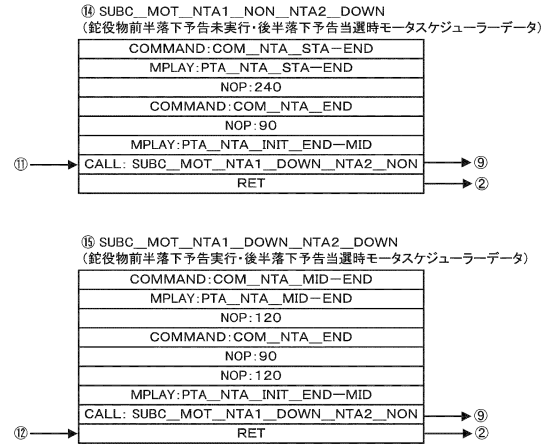 ⑭ SUBC__MOT__NTA1__NON__NTA2__DOWN
(鉈役物前半落下予告未実行・後半落下予告当選時モータスケジューラーデータ)
COMMAND:COM__NTA__STA－END
MPLAY:PTA__NTA__STA－END
NOP:240
COMMAND:COM__NTA__END
NOP:90
MPLAY:PTA__NTA__INIT__END－MID
⑪ CALL: SUBC__MOT__NTA1__DOWN__NTA2__NON ⑨
RET ②
⑮ SUBC__MOT__NTA1__DOWN__NTA2__DOWN
(鉈役物前半落下予告実行・後半落下予告当選時モータスケジューラーデータ)
COMMAND:COM__NTA__MID－END
MPLAY:PTA__NTA__MID－END
NOP:120
COMMAND:COM__NTA__END
NOP:90
NOP:120
MPLAY:PTA__NTA__INIT__END－MID
CALL: SUBC__MOT__NTA1__DOWN__NTA2__NON ⑨
⑫ RET ②